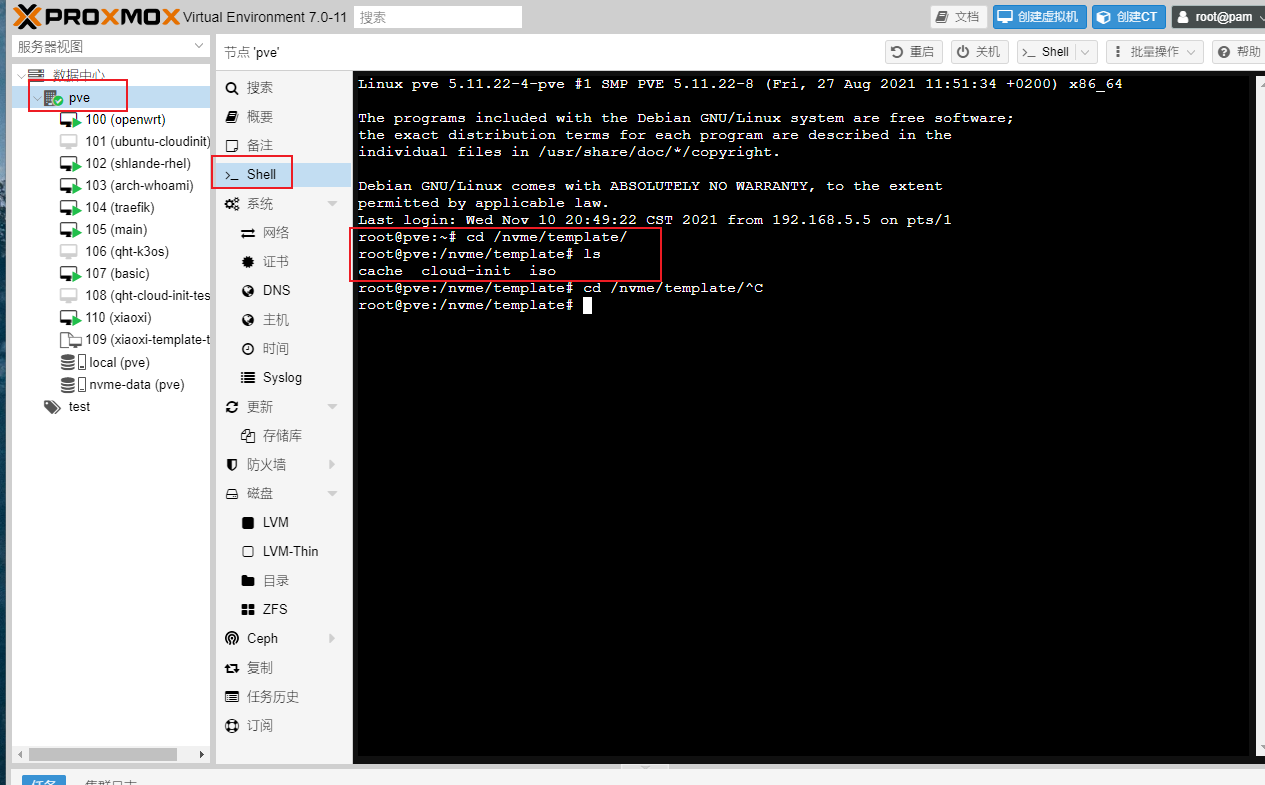 PROXMOX Virtual Environment 7.0-11 搜索 文档 创建虚拟机 创建CT root@pam
服务器视图
数据中心
pve
100 (openwrt)
101 (ubuntu-cloudinit)
102 (shlande-rhel)
103 (arch-whoami)
104 (traefik)
105 (main)
106 (qht-k3os)
107 (basic)
108 (qht-cloud-init-tes
110 (xiaoxi)
109 (xiaoxi-template-t
local (pve)
nvme-data (pve)
test
节点 'pve' 重启 关机 Shell 批量操作 帮助
搜索
概要
备注
Shell
系统
网络
证书
DNS
主机
时间
Syslog
更新
存储库
防火墙
磁盘
LVM
LVM-Thin
目录
ZFS
Ceph
复制
任务历史
订阅
Linux pve 5.11.22-4-pve #1 SMP PVE 5.11.22-8 (Fri, 27 Aug 2021 11:51:34 +0200) x86_64
The programs included with the Debian GNU/Linux system are free software;
the exact distribution terms for each program are described in the
individual files in /usr/share/doc/*/copyright.
Debian GNU/Linux comes with ABSOLUTELY NO WARRANTY, to the extent
permitted by applicable law.
Last login: Wed Nov 10 20:49:22 CST 2021 from 192.168.5.5 on pts/1
root@pve:~# cd /nvme/template/
root@pve:/nvme/template# ls
cache cloud-init iso
root@pve:/nvme/template# cd /nvme/template/^C
root@pve:/nvme/template#
任务 集群日志